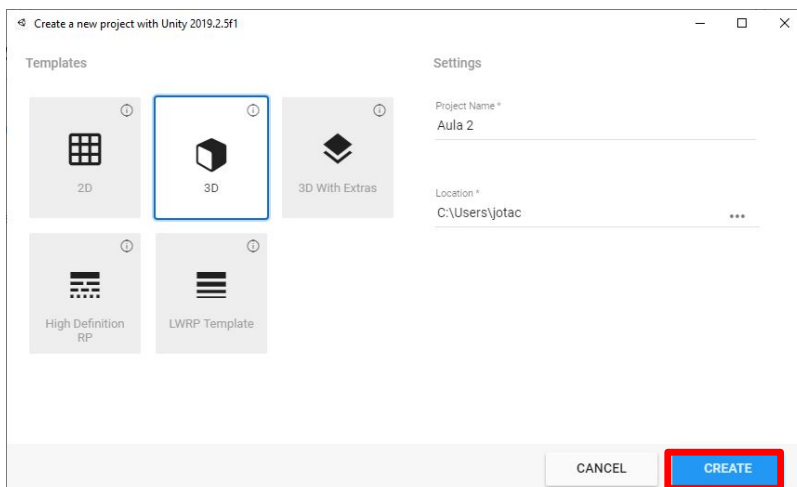 Create a new project with Unity 2019.2.5f1
Templates
2D
3D
3D With Extras
High Definition
RP
LWRP Template
Settings
Project Name *
Aula 2
Location *
C:\Users\jotac
...
CANCEL
CREATE